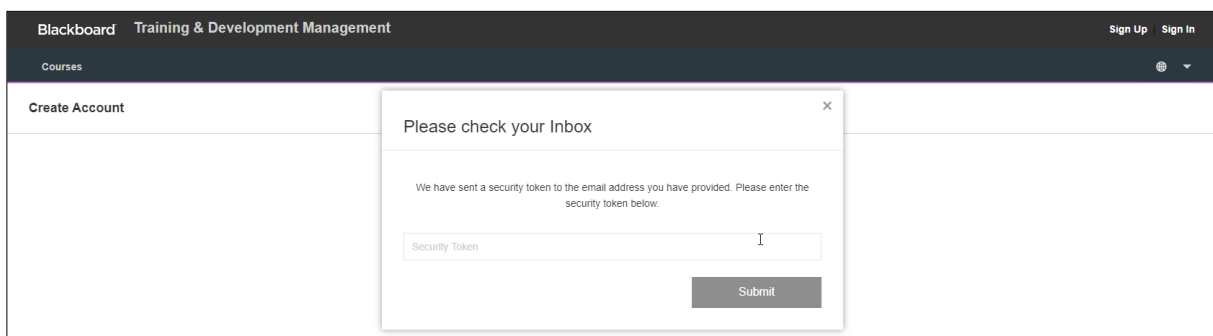 Blackboard Training & Development Management
Sign Up Sign In
Courses
Create Account
×
Please check your Inbox
We have sent a security token to the email address you have provided. Please enter the
security token below.
Security Token
Submit